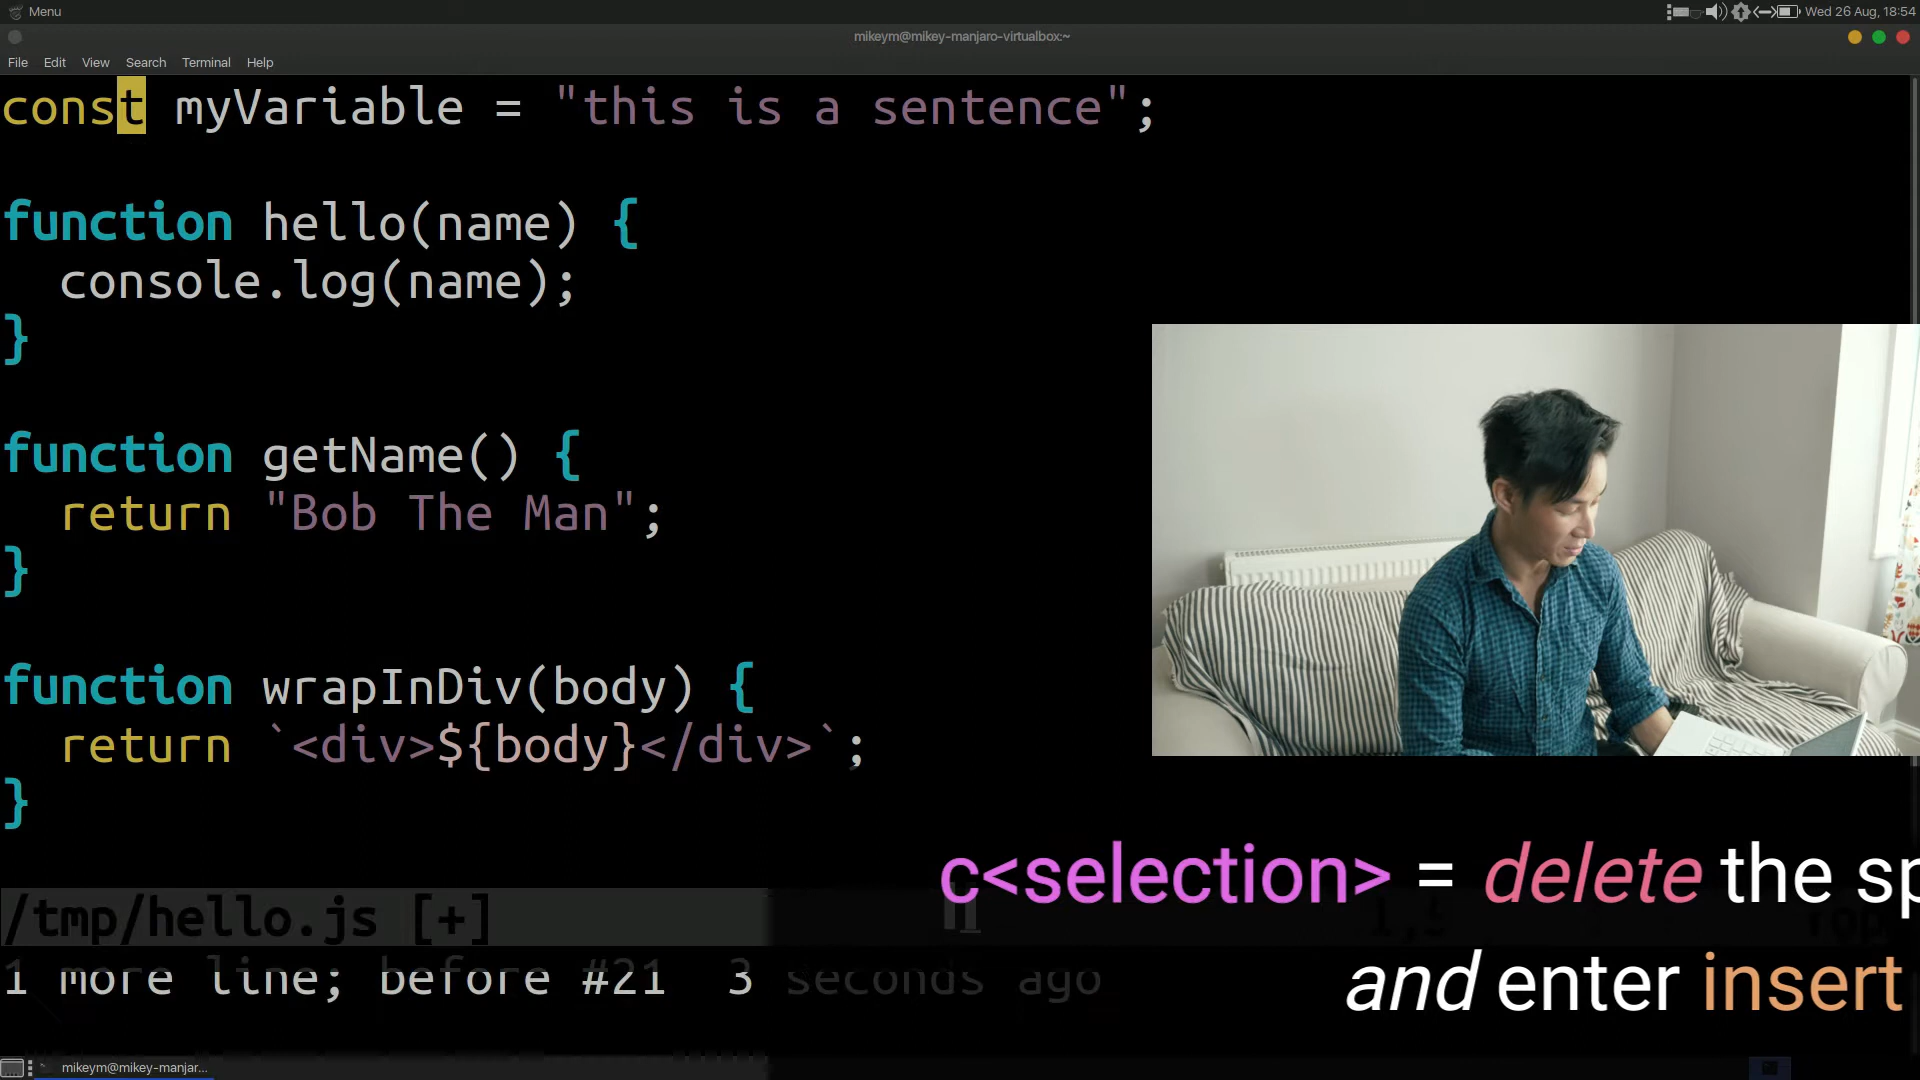 Menu
Wed 26 Aug, 18:54
mikeym@mikey-manjaro-virtualbox:~
File Edit View Search Terminal Help
const myVariable = "this is a sentence";
function hello(name) {
  console.log(name);
}
function getName() {
  return "Bob The Man";
}
function wrapInDiv(body) {
  return `<div>${body}</div>`;
}
c<selection> = delete the sp
and enter insert
/tmp/hello.js [+]
1 more line; before #21  3 seconds ago
mikeym@mikey-manjar...